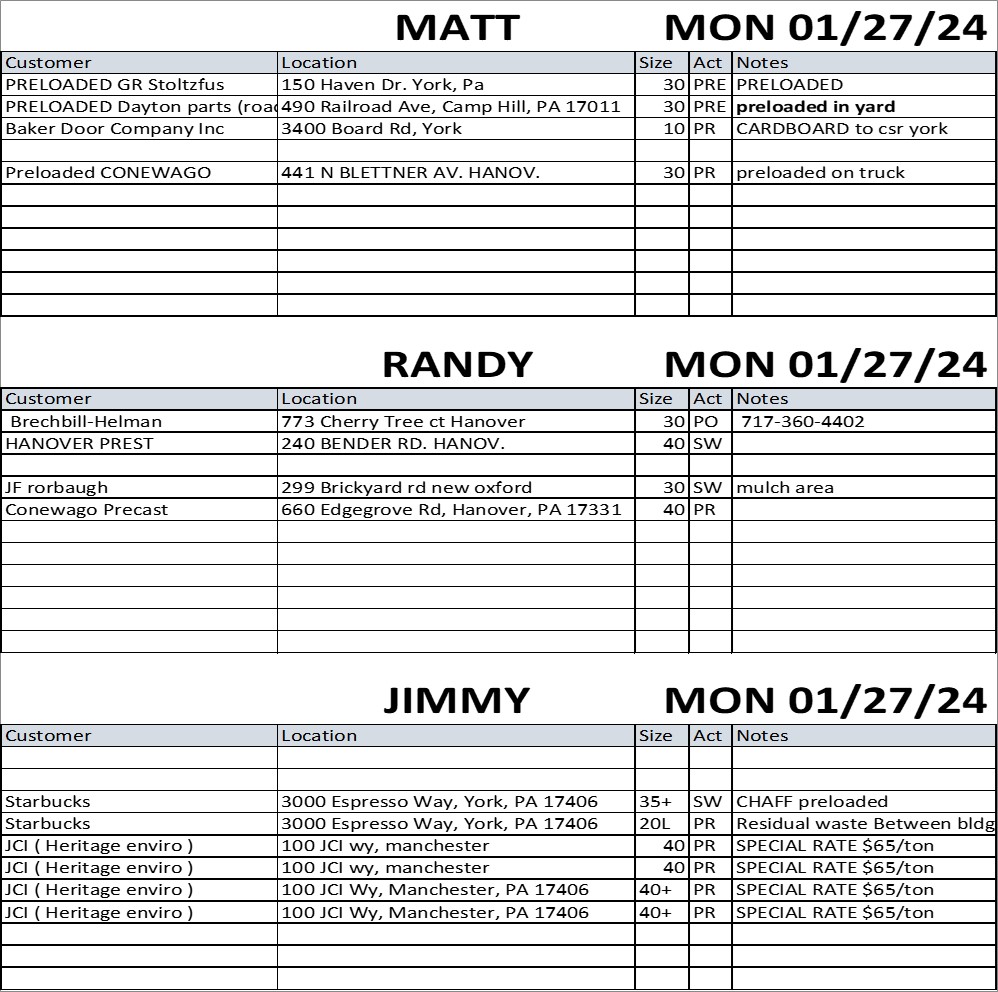 MATT MON 01/27/24
Customer Location Size Act Notes
PRELOADED GR Stoltzfus 150 Haven Dr. York, Pa 30 PRE PRELOADED
PRELOADED Dayton parts (road 490 Railroad Ave, Camp Hill, PA 17011 30 PRE preloaded in yard
Baker Door Company Inc 3400 Board Rd, York 10 PR CARDBOARD to csr york
Preloaded CONEWAGO 441 N BLETTNER AV. HANOV. 30 PR preloaded on truck
RANDY MON 01/27/24
Customer Location Size Act Notes
Brechbill-Helman 773 Cherry Tree ct Hanover 30 PO 717-360-4402
HANOVER PREST 240 BENDER RD. HANOV. 40 SW
JF rorbaugh 299 Brickyard rd new oxford 30 SW mulch area
Conewago Precast 660 Edgegrove Rd, Hanover, PA 17331 40 PR
JIMMY MON 01/27/24
Customer Location Size Act Notes
Starbucks 3000 Espresso Way, York, PA 17406 35+ SW CHAFF preloaded
Starbucks 3000 Espresso Way, York, PA 17406 20L PR Residual waste Between bldg
JCI ( Heritage enviro ) 100 JCI wy, manchester 40 PR SPECIAL RATE $65/ton
JCI ( Heritage enviro ) 100 JCI wy, manchester 40 PR SPECIAL RATE $65/ton
JCI ( Heritage enviro ) 100 JCI Wy, Manchester, PA 17406 40+ PR SPECIAL RATE $65/ton
JCI ( Heritage enviro ) 100 JCI Wy, Manchester, PA 17406 40+ PR SPECIAL RATE $65/ton